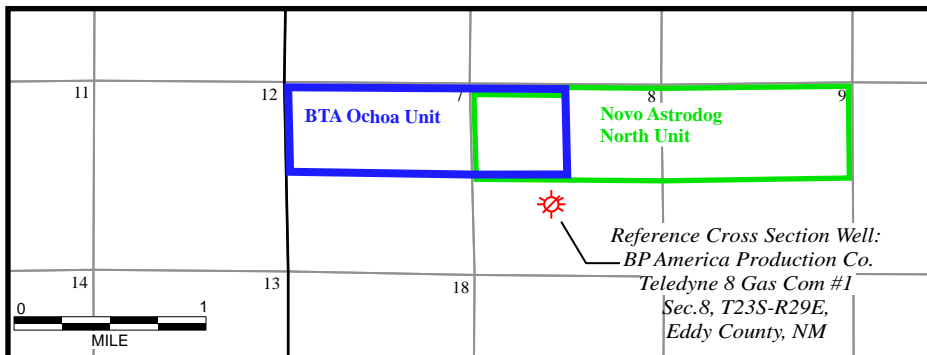 11
12
7
8
9
BTA Ochoa Unit
Novo Astrodog
North Unit
Reference Cross Section Well:
BP America Production Co.
Teledyne 8 Gas Com #1
Sec.8, T23S-R29E,
Eddy County, NM
14
13
18
0 1
MILE